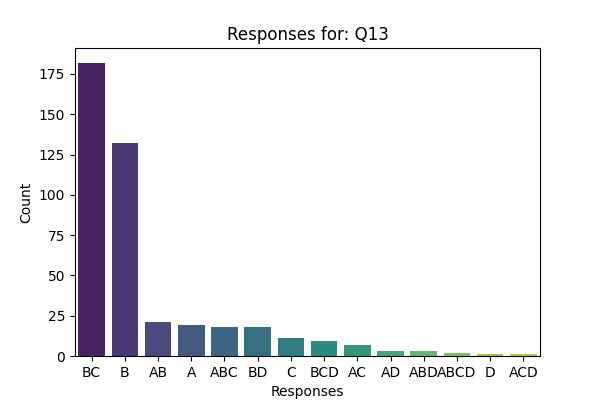 Responses for: Q13
175
150
125
100
75
50
25
0
Count
BC B AB A ABC BD C BCD AC AD ABD ABCD D ACD
Responses